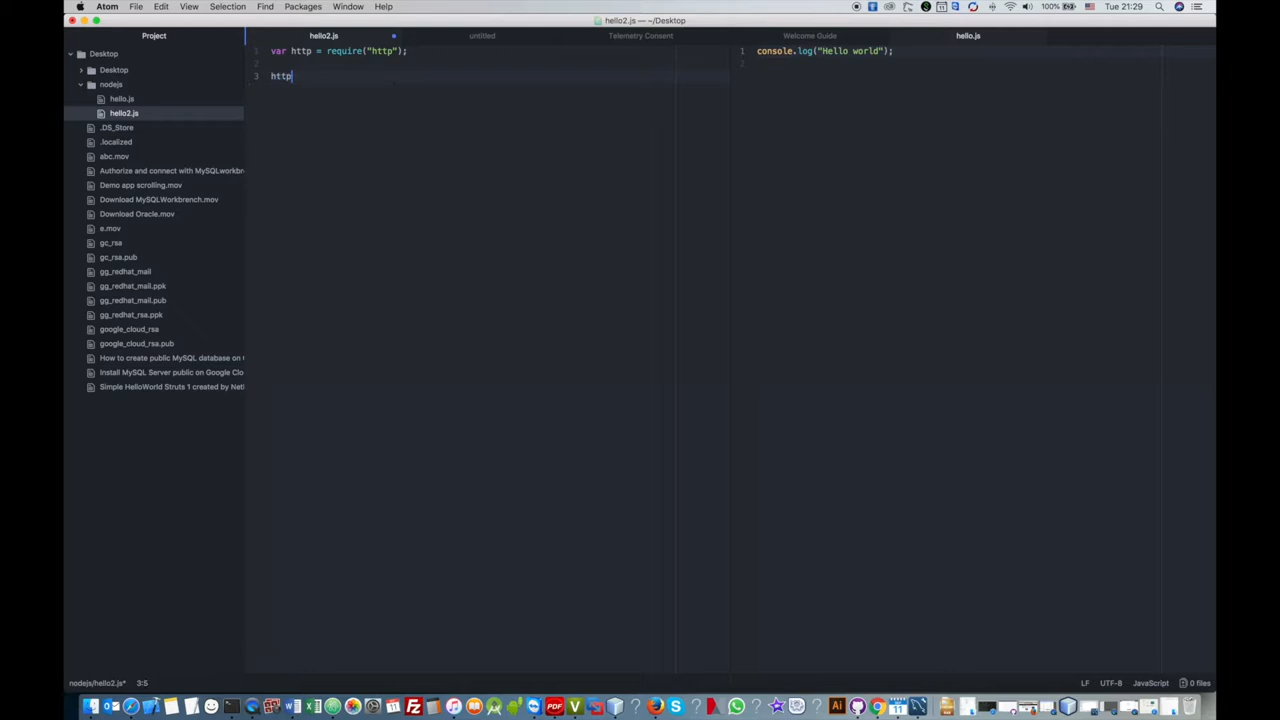 Atom File Edit View Selection Find Packages Window Help 100% Tue 21:29
hello2.js — ~/Desktop
Project
Desktop
Desktop
nodejs
hello.js
hello2.js
.DS_Store
.localized
abc.mov
Authorize and connect with MySQLworkbr
Demo app scrolling.mov
Download MySQLWorkbrench.mov
Download Oracle.mov
e.mov
gc_rsa
gc_rsa.pub
gg_redhat_mail
gg_redhat_mail.ppk
gg_redhat_mail.pub
gg_redhat_rsa.ppk
google_cloud_rsa
google_cloud_rsa.pub
How to create public MySQL database on
Install MySQL Server public on Google Clo
Simple HelloWorld Struts 1 created by Net
hello2.js untitled Telemetry Consent Welcome Guide hello.js
1 var http = require("http");
2
3 http
1 console.log("Hello world");
2
nodejs/hello2.js* 3:5 LF UTF-8 JavaScript 0 files